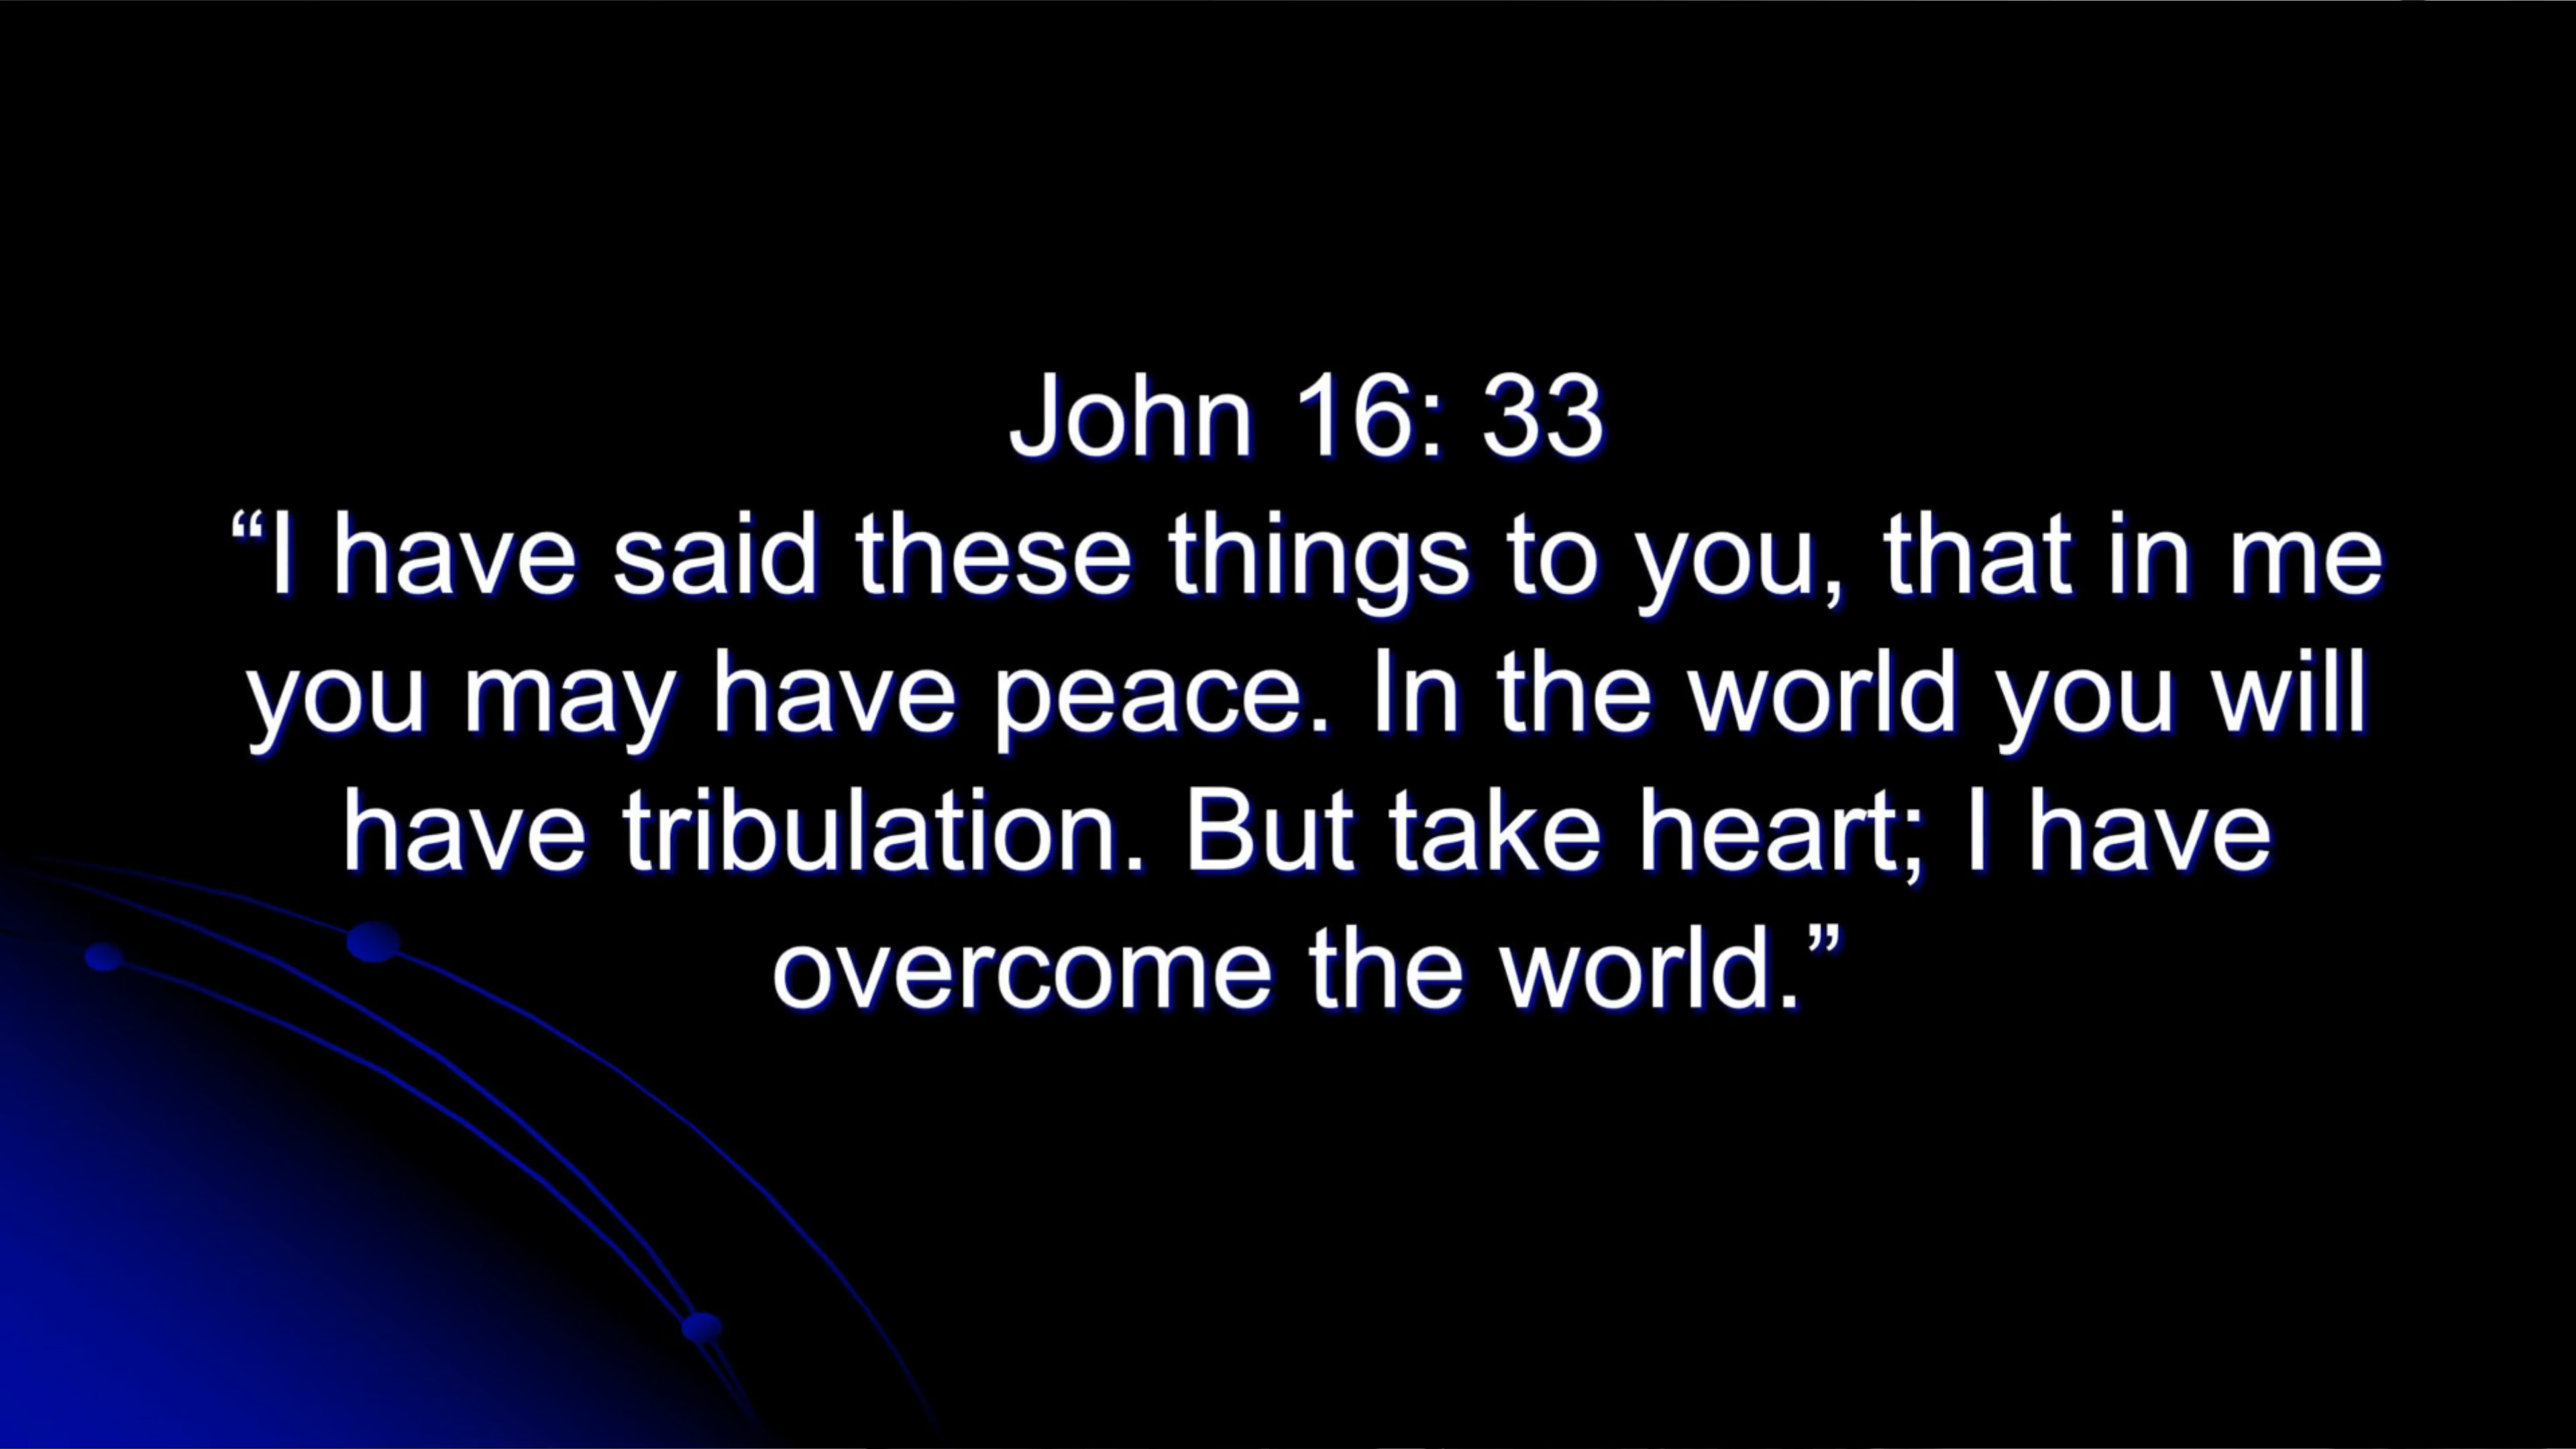 John 16: 33
“I have said these things to you, that in me
you may have peace. In the world you will
have tribulation. But take heart; I have
overcome the world.”